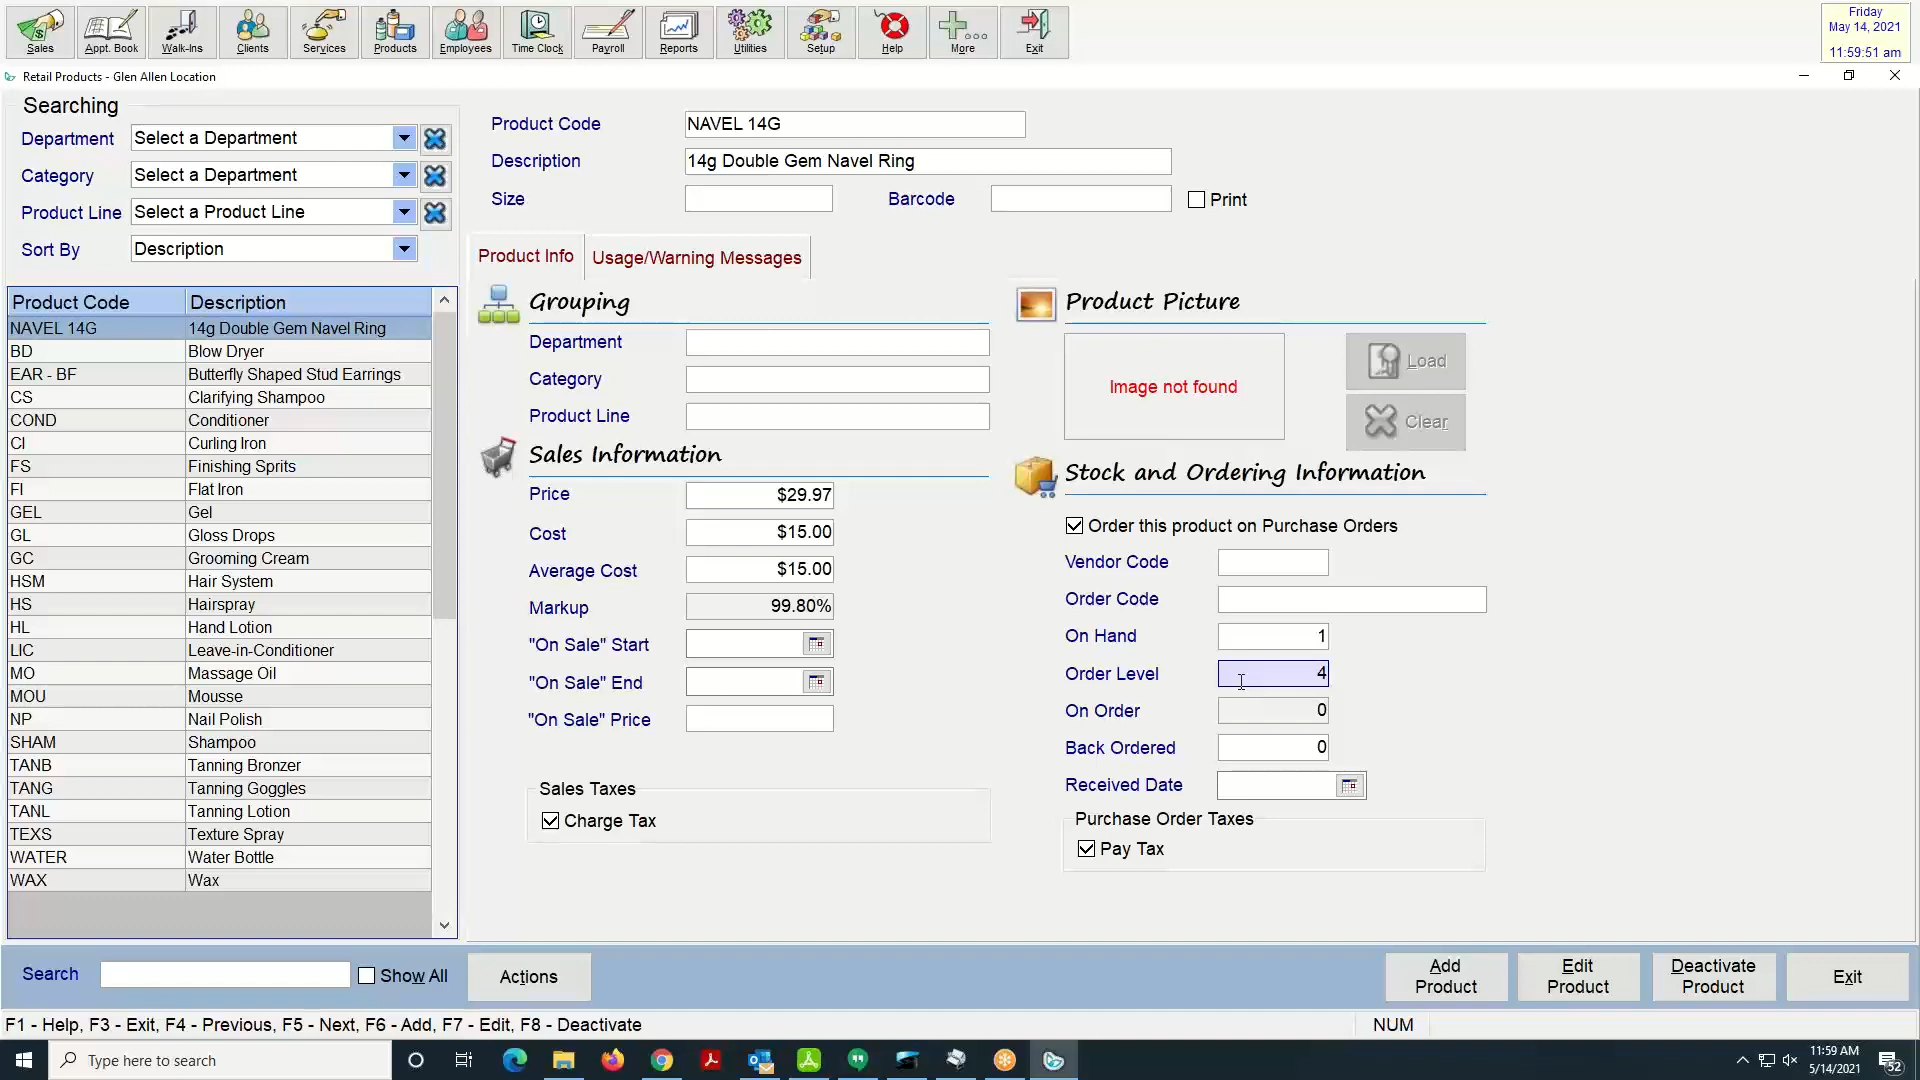 Sales Appt. Book Walk-Ins Clients Services Products Employees Time Clock Payroll Reports Utilities Setup Help More Exit
Friday
May 14, 2021
11:59:51 am
Retail Products - Glen Allen Location
Searching
Department Select a Department
Category Select a Department
Product Line Select a Product Line
Sort By Description
Product Code Description
NAVEL 14G 14g Double Gem Navel Ring
BD Blow Dryer
EAR - BF Butterfly Shaped Stud Earrings
CS Clarifying Shampoo
COND Conditioner
CI Curling Iron
FS Finishing Sprits
FI Flat Iron
GEL Gel
GL Gloss Drops
GC Grooming Cream
HSM Hair System
HS Hairspray
HL Hand Lotion
LIC Leave-in-Conditioner
MO Massage Oil
MOU Mousse
NP Nail Polish
SHAM Shampoo
TANB Tanning Bronzer
TANG Tanning Goggles
TANL Tanning Lotion
TEXS Texture Spray
WATER Water Bottle
WAX Wax
Product Code NAVEL 14G
Description 14g Double Gem Navel Ring
Size Barcode Print
Product Info Usage/Warning Messages
Grouping
Department
Category
Product Line
Sales Information
Price $29.97
Cost $15.00
Average Cost $15.00
Markup 99.80%
"On Sale" Start
"On Sale" End
"On Sale" Price
Sales Taxes
Charge Tax
Product Picture
Image not found
Load
Clear
Stock and Ordering Information
Order this product on Purchase Orders
Vendor Code
Order Code
On Hand 1
Order Level 4
On Order 0
Back Ordered 0
Received Date
Purchase Order Taxes
Pay Tax
Search Show All Actions
Add Product
Edit Product
Deactivate Product
Exit
F1 - Help, F3 - Exit, F4 - Previous, F5 - Next, F6 - Add, F7 - Edit, F8 - Deactivate NUM
Type here to search
11:59 AM
5/14/2021
52